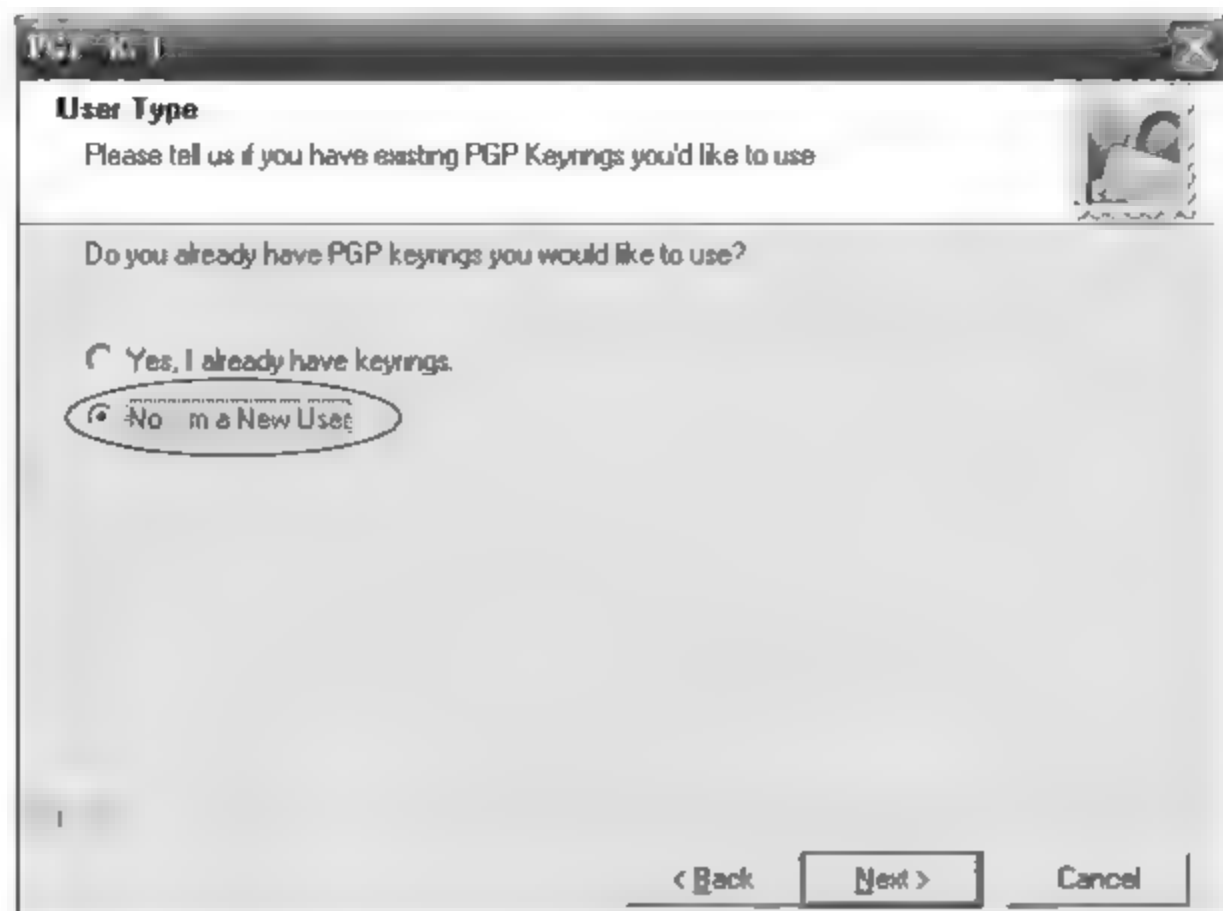 User Type
Please tell us if you have existing PGP Keyrings you'd like to use
Do you already have PGP keyrings you would like to use?
Yes, I already have keyrings.
No m a New User
< Back Next > Cancel